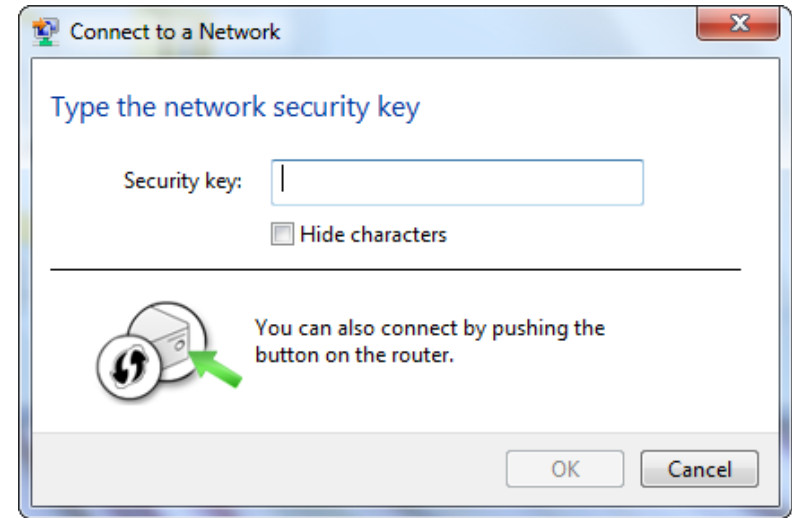 Connect to a Network
Type the network security key
Security key:
Hide characters
You can also connect by pushing the
button on the router.
OK
Cancel